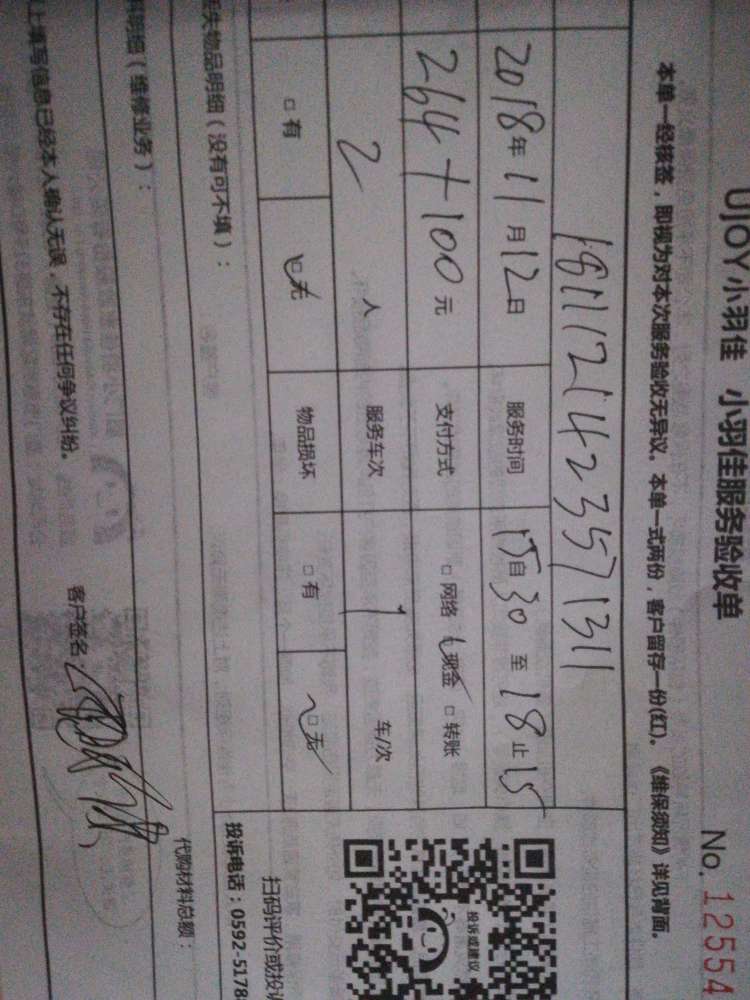 UJOY小羽佳 小羽佳服务验收单
No. 12554
本单一经核签，即视为对本次服务验收无异议。本单一式两份，客户留存一份(红)。《维保须知》详见背面。
1811121423571311
2018年11月12日 服务时间 15自30 至 18止15
264+100元 支付方式 □网络 ☑现金 □转账
2 人 服务车次 1 车/次
□有 ☑无 物品损坏 □有 ☑无
失物品明细（没有可不填）：
投诉或建议
扫码评价或投
投诉电话：0592-5178
明细（维修业务）：
代购材料总额：
上填写信息已经本人确认无误，不存在任何争议纠纷。
客户签名：